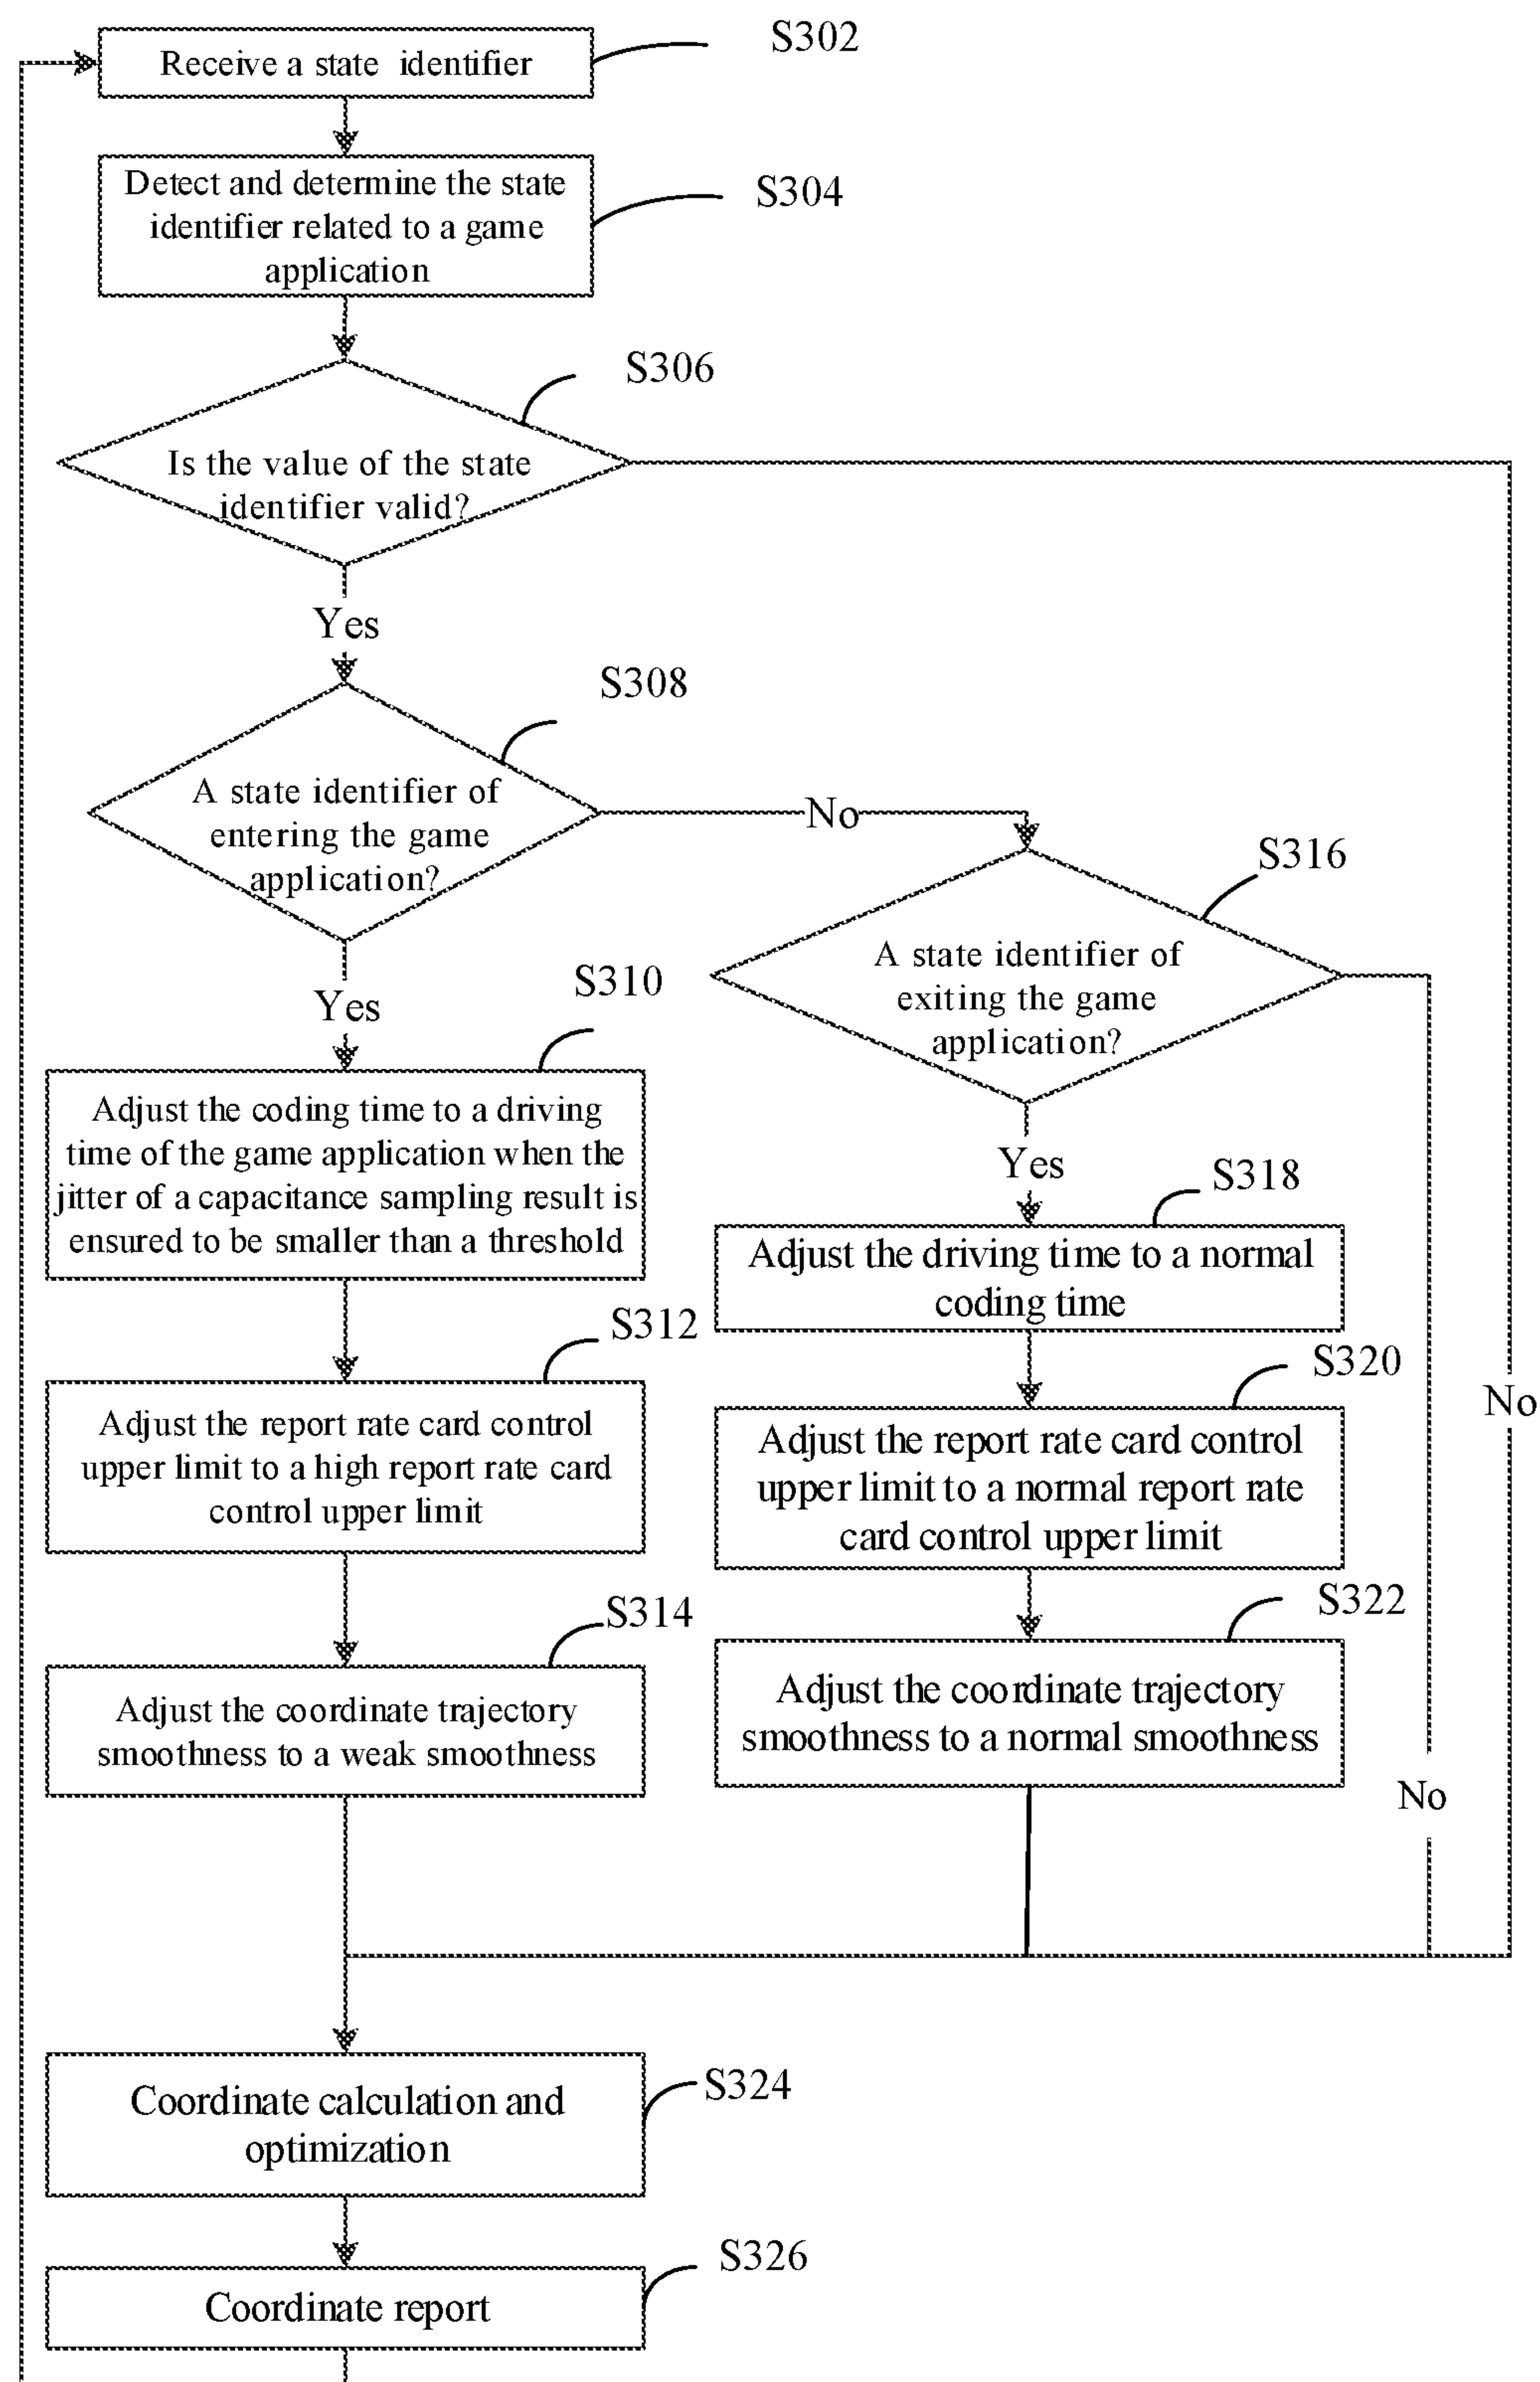 S302
Receive a state identifier
S304
Detect and determine the state
identifier related to a game
application
S306
Is the value of the state
identifier valid?
Yes
S308
A state identifier of
entering the game
application?
No
S316
A state identifier of
exiting the game
application?
Yes
S310
Adjust the coding time to a driving
time of the game application when the
jitter of a capacitance sampling result is
ensured to be smaller than a threshold
Yes
S318
Adjust the driving time to a normal
coding time
S312
Adjust the report rate card control
upper limit to a high report rate card
control upper limit
S320
Adjust the report rate card control
upper limit to a normal report rate
card control upper limit
No
S314
Adjust the coordinate trajectory
smoothness to a weak smoothness
S322
Adjust the coordinate trajectory
smoothness to a normal smoothness
No
S324
Coordinate calculation and
optimization
S326
Coordinate report